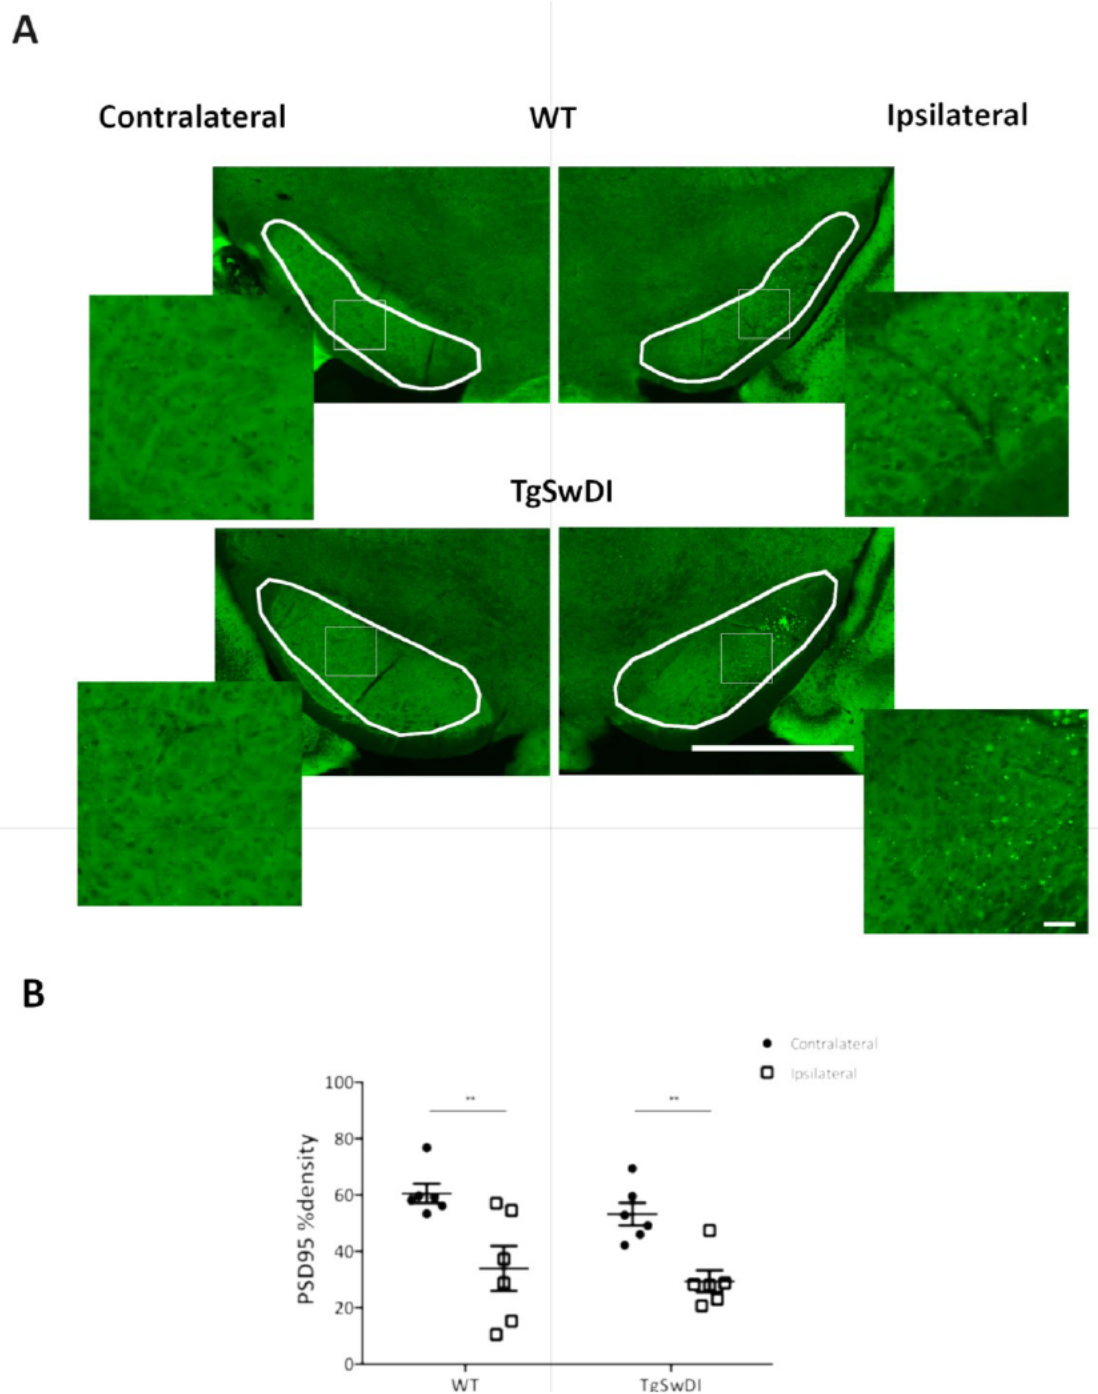 A
Contralateral WT Ipsilateral
TgSwDI
B
Contralateral
Ipsilateral
100
80
60
40
20
0
PSD95 %density
**
**
WT TgSwDI